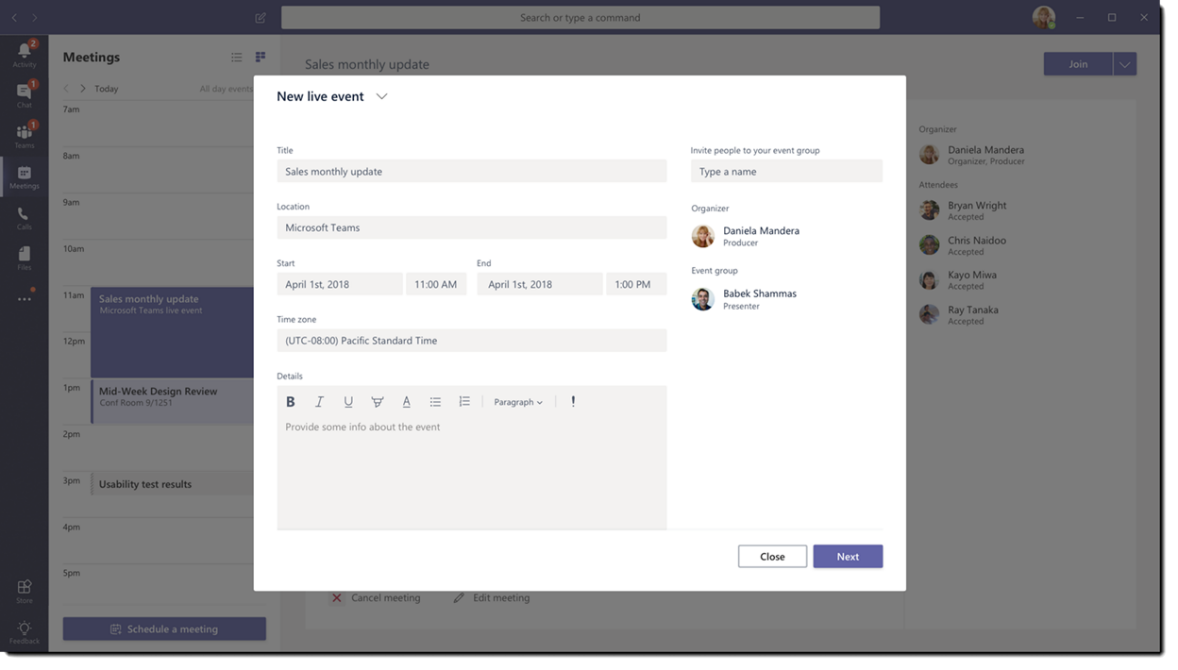 Search or type a command
Activity
2
Chat
1
Teams
1
Meetings
Calls
Files
Store
Feedback
Meetings
Today
All day events
7am
8am
9am
10am
11am
Sales monthly update
Microsoft Teams live event
12pm
1pm
Mid-Week Design Review
Conf Room 9/1251
2pm
3pm
Usability test results
4pm
5pm
Schedule a meeting
Sales monthly update
Join
New live event
Title
Sales monthly update
Location
Microsoft Teams
Start
End
April 1st, 2018
11:00 AM
April 1st, 2018
1:00 PM
Time zone
(UTC-08:00) Pacific Standard Time
Details
B I U A Paragraph !
Provide some info about the event
Invite people to your event group
Type a name
Organizer
Daniela Mandera
Producer
Event group
Babek Shammas
Presenter
Close
Next
Cancel meeting
Edit meeting
Organizer
Daniela Mandera
Organizer, Producer
Attendees
Bryan Wright
Accepted
Chris Naidoo
Accepted
Kayo Miwa
Accepted
Ray Tanaka
Accepted